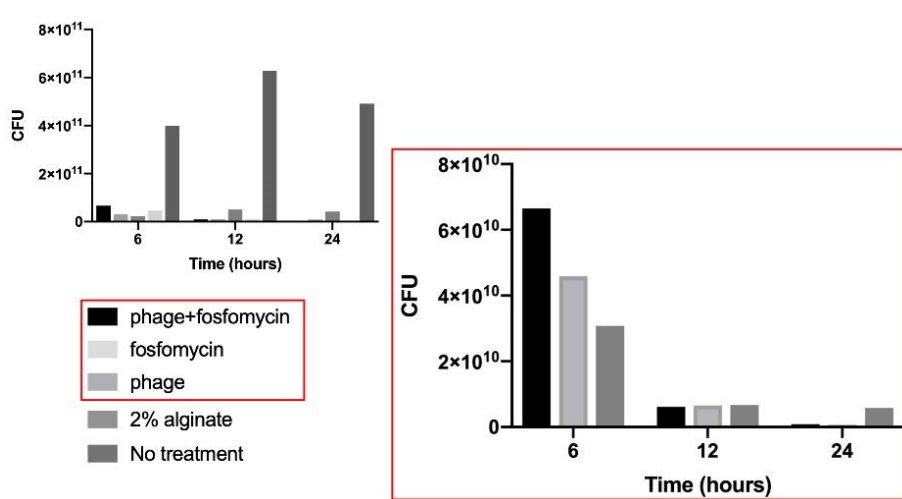 8×10¹¹
6×10¹¹
4×10¹¹
2×10¹¹
0
CFU
6 12 24
Time (hours)
phage+fosfomycin
fosfomycin
phage
2% alginate
No treatment
8×10¹⁰
6×10¹⁰
4×10¹⁰
2×10¹⁰
0
CFU
6 12 24
Time (hours)